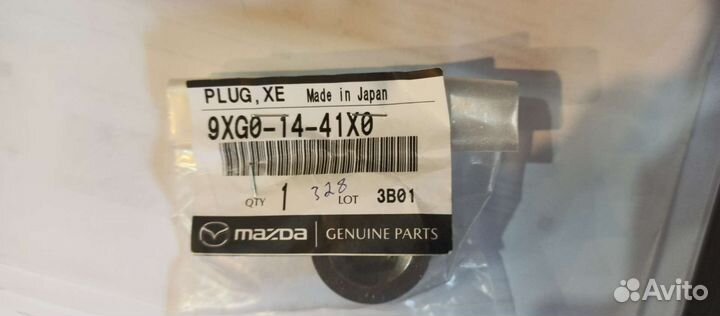 PLUG, XE Made in Japan
9XG0-14-41X0
QTY 1 328 LOT 3B01
mazda GENUINE PARTS
Avito